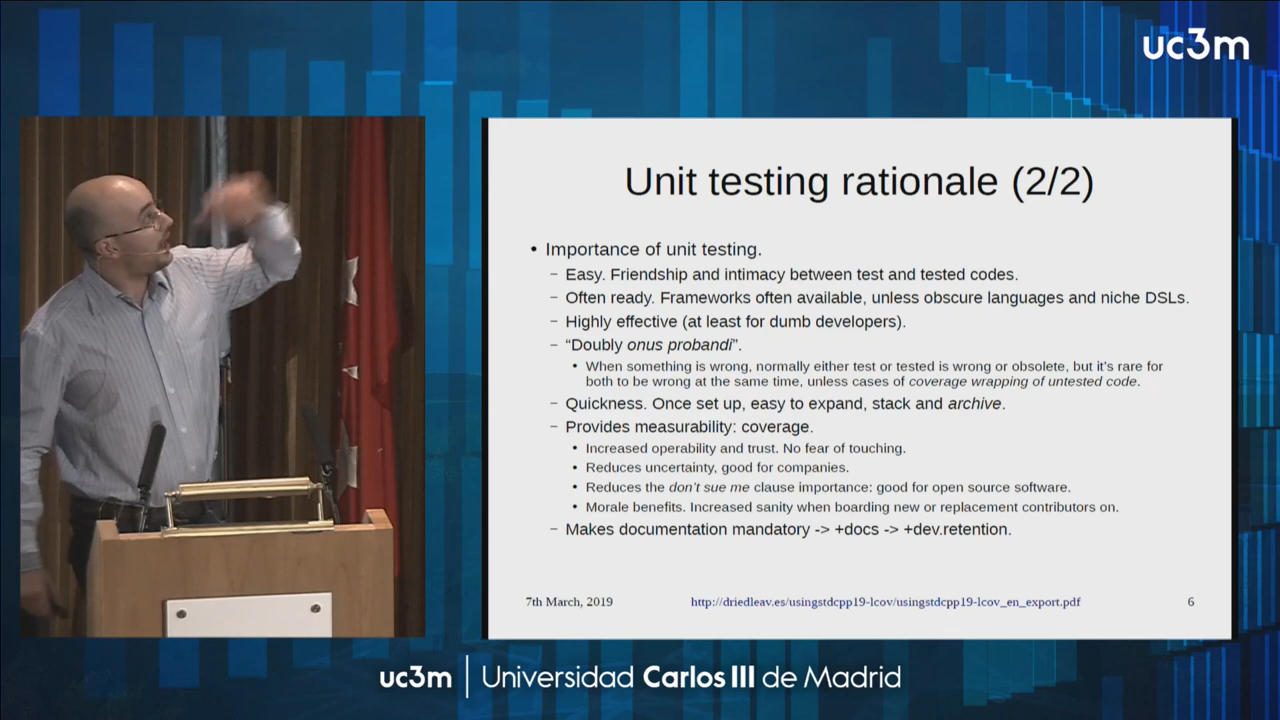 uc3m
Unit testing rationale (2/2)
• Importance of unit testing.
– Easy. Friendship and intimacy between test and tested codes.
– Often ready. Frameworks often available, unless obscure languages and niche DSLs.
– Highly effective (at least for dumb developers).
– “Doubly onus probandi”.
• When something is wrong, normally either test or tested is wrong or obsolete, but it’s rare for
both to be wrong at the same time, unless cases of coverage wrapping of untested code.
– Quickness. Once set up, easy to expand, stack and archive.
– Provides measurability: coverage.
• Increased operability and trust. No fear of touching.
• Reduces uncertainty, good for companies.
• Reduces the don’t sue me clause importance: good for open source software.
• Morale benefits. Increased sanity when boarding new or replacement contributors on.
– Makes documentation mandatory -> +docs -> +dev.retention.
7th March, 2019 http://driedleav.es/usingstdcpp19-lcov/usingstdcpp19-lcov_en_export.pdf 6
uc3m | Universidad Carlos III de Madrid